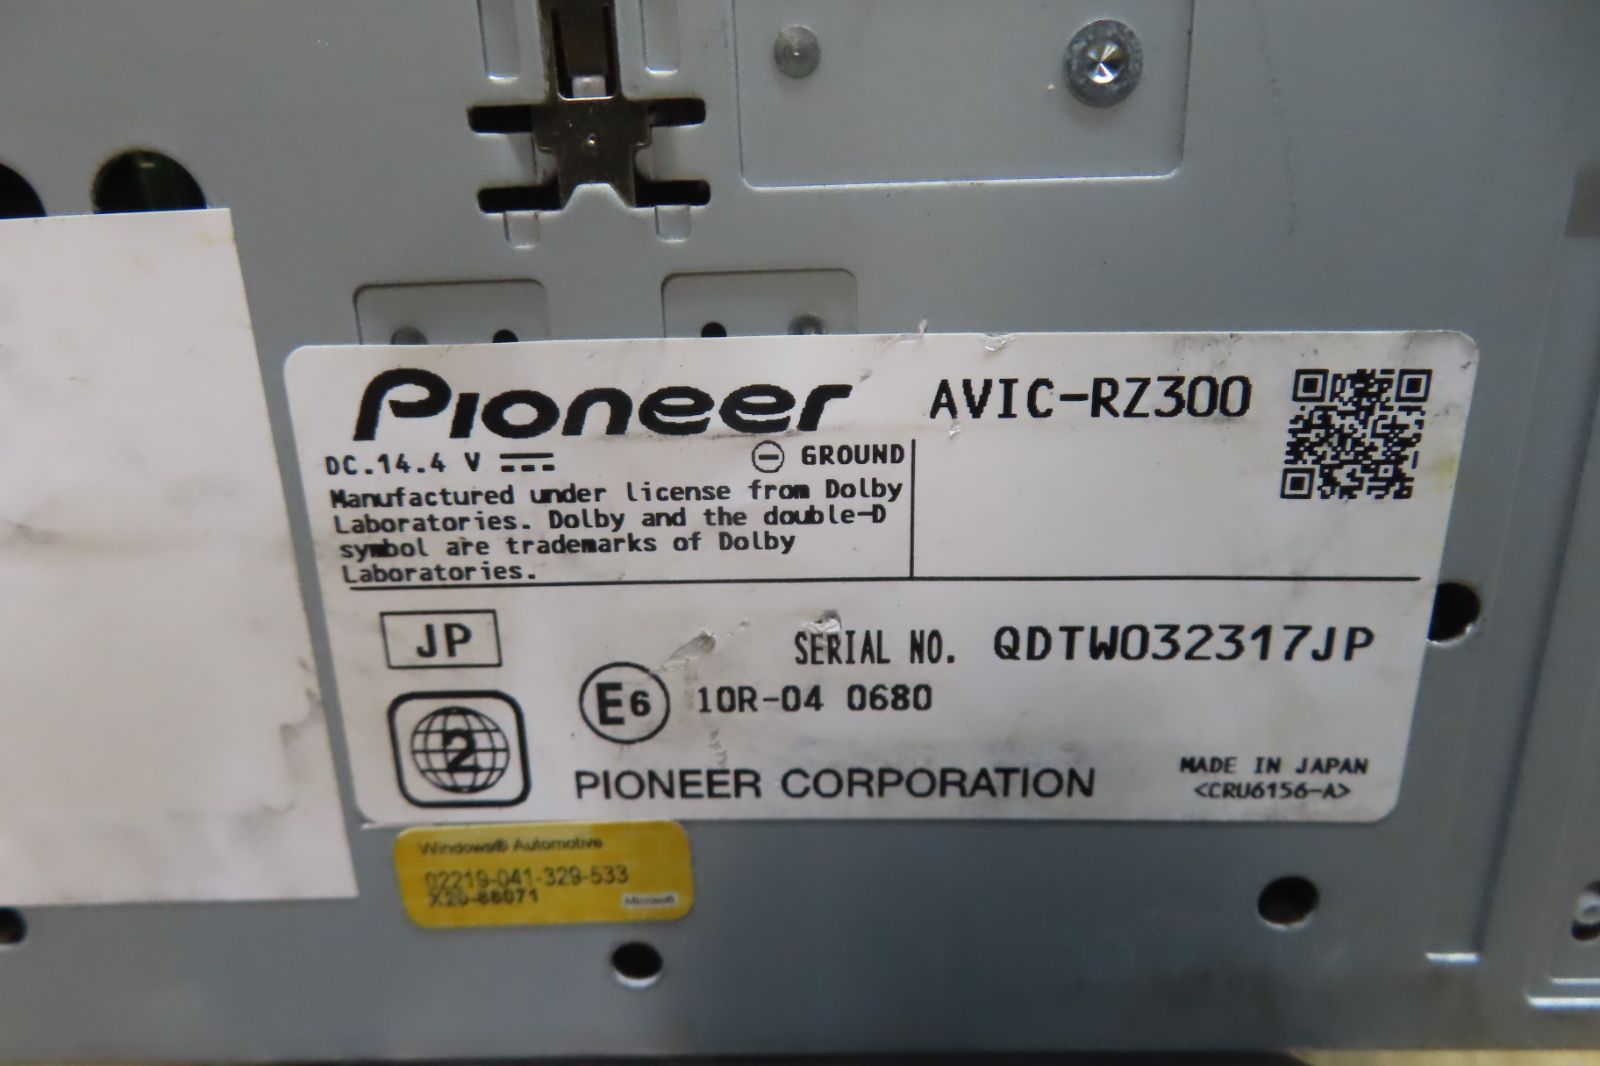 Pioneer AVIC-RZ300
DC.14.4 V GROUND
Manufactured under license from Dolby
Laboratories. Dolby and the double-D
symbol are trademarks of Dolby
Laboratories.
JP
SERIAL NO. QDTW032317JP
2
E6 10R-04 0680
PIONEER CORPORATION
MADE IN JAPAN
<CRU6156-A>
Windows® Automotive
02219-041-329-533
X20-88071
Microsoft